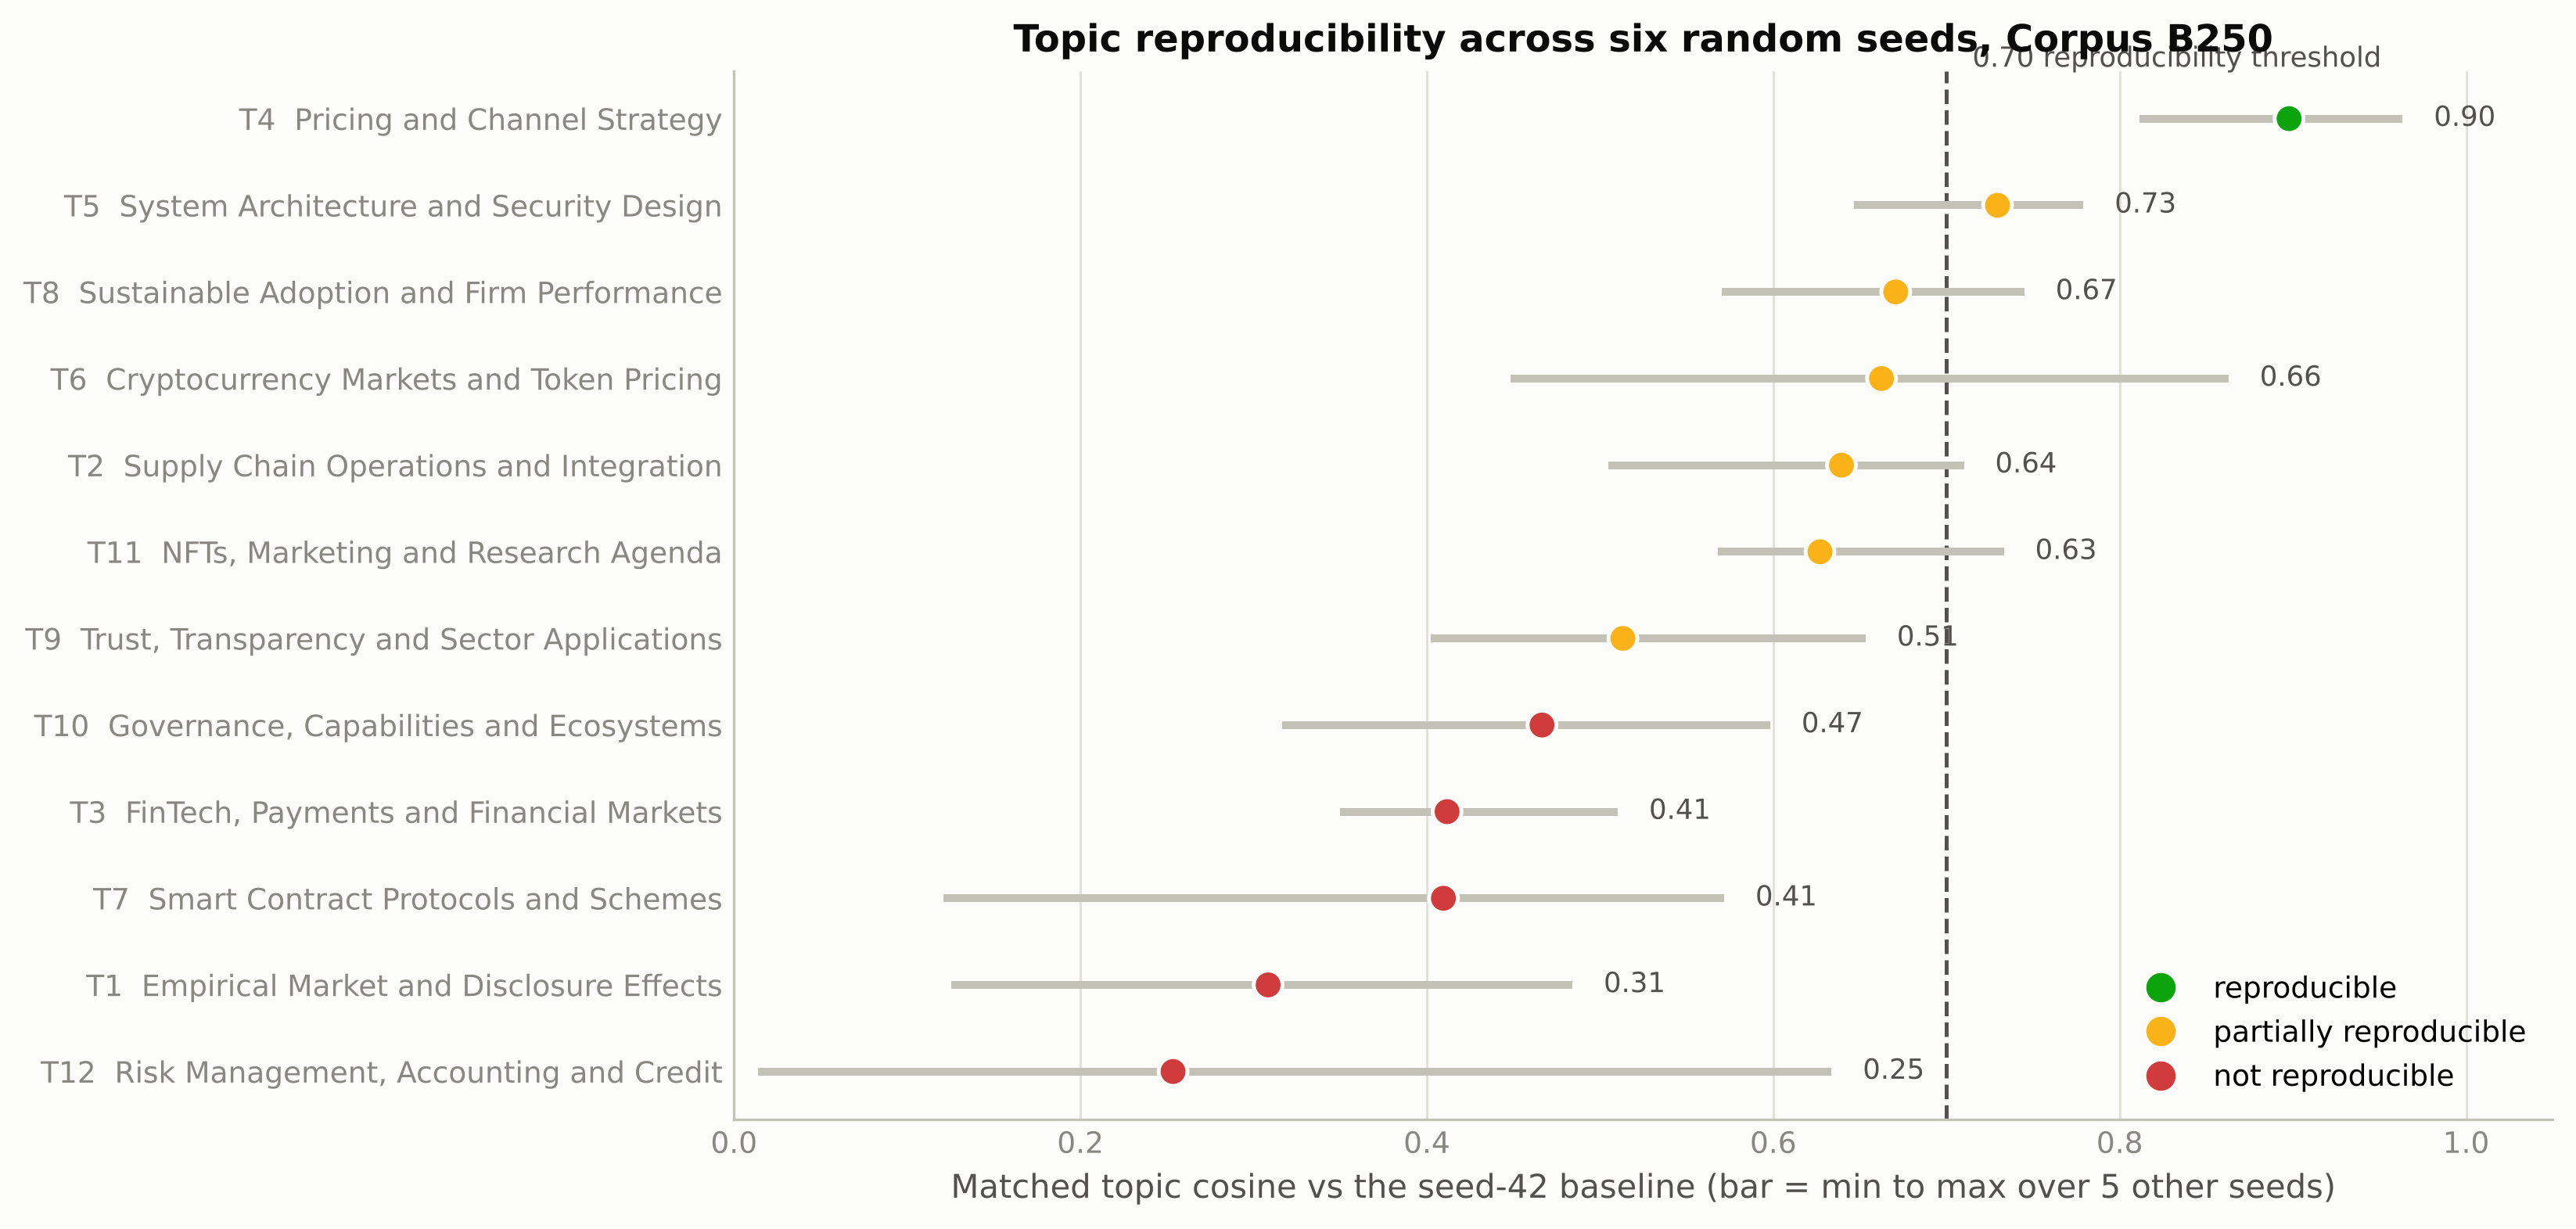 Topic reproducibility across six random seeds, Corpus B250
0.70 reproducibility threshold
T4 Pricing and Channel Strategy
0.90
T5 System Architecture and Security Design
0.73
T8 Sustainable Adoption and Firm Performance
0.67
T6 Cryptocurrency Markets and Token Pricing
0.66
T2 Supply Chain Operations and Integration
0.64
T11 NFTs, Marketing and Research Agenda
0.63
T9 Trust, Transparency and Sector Applications
0.51
T10 Governance, Capabilities and Ecosystems
0.47
T3 FinTech, Payments and Financial Markets
0.41
T7 Smart Contract Protocols and Schemes
0.41
T1 Empirical Market and Disclosure Effects
0.31
T12 Risk Management, Accounting and Credit
0.25
reproducible
partially reproducible
not reproducible
0.0 0.2 0.4 0.6 0.8 1.0
Matched topic cosine vs the seed-42 baseline (bar = min to max over 5 other seeds)